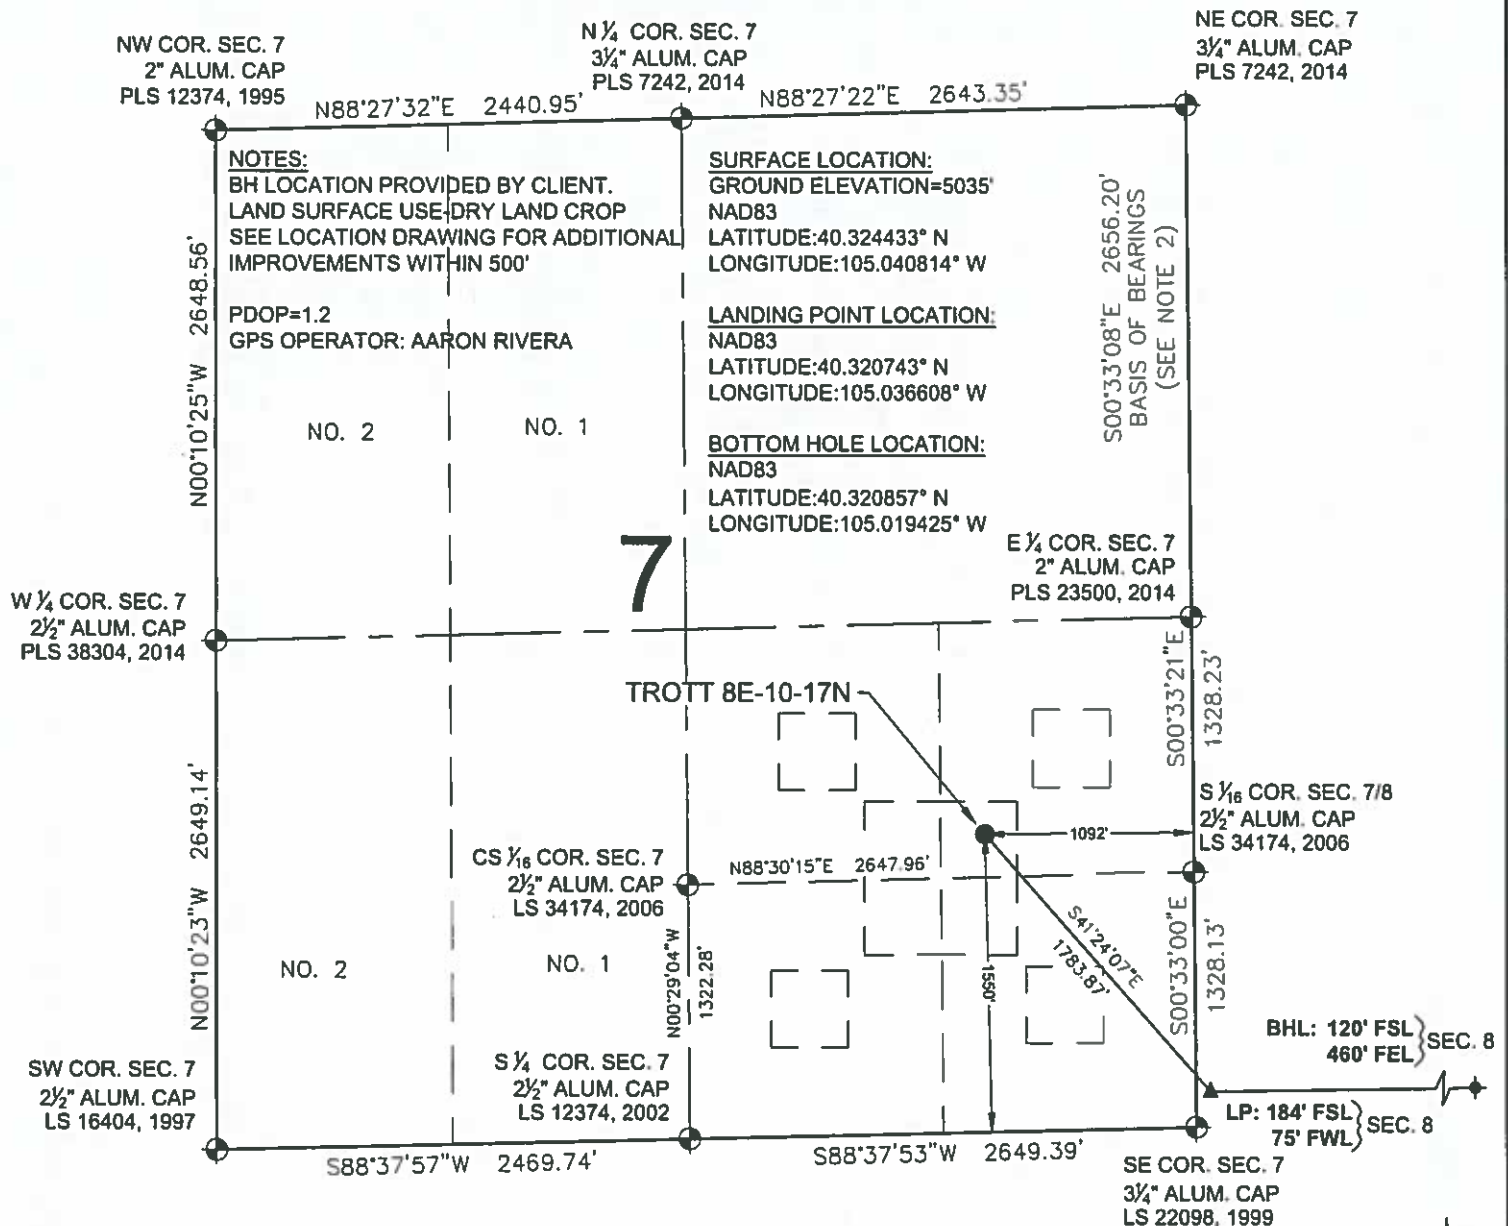 NW COR. SEC. 7
2" ALUM. CAP
PLS 12374, 1995
N ¼ COR. SEC. 7
3¼" ALUM. CAP
PLS 7242, 2014
NE COR. SEC. 7
3¼" ALUM. CAP
PLS 7242, 2014
N88°27'32"E 2440.95'
N88°27'22"E 2643.35'
NOTES:
BH LOCATION PROVIDED BY CLIENT.
LAND SURFACE USE-DRY LAND CROP
SEE LOCATION DRAWING FOR ADDITIONAL
IMPROVEMENTS WITHIN 500'
PDOP=1.2
GPS OPERATOR: AARON RIVERA
SURFACE LOCATION:
GROUND ELEVATION=5035'
NAD83
LATITUDE:40.324433° N
LONGITUDE:105.040814° W
LANDING POINT LOCATION:
NAD83
LATITUDE:40.320743° N
LONGITUDE:105.036608° W
BOTTOM HOLE LOCATION:
NAD83
LATITUDE:40.320857° N
LONGITUDE:105.019425° W
N00°10'25"W 2648.56'
S00°33'08"E 2656.20'
BASIS OF BEARINGS
(SEE NOTE 2)
NO. 2
NO. 1
7
E ¼ COR. SEC. 7
2" ALUM. CAP
PLS 23500, 2014
W ¼ COR. SEC. 7
2½" ALUM. CAP
PLS 38304, 2014
TROTT 8E-10-17N
S00°33'21"E
1328.23'
S 1/16 COR. SEC. 7/8
2½" ALUM. CAP
LS 34174, 2006
1092'
N00°10'23"W 2649.14'
CS 1/16 COR. SEC. 7
2½" ALUM. CAP
LS 34174, 2006
N88°30'15"E 2647.96'
NO. 2
NO. 1
N00°29'04"W
1322.28'
1550'
S41°24'07"E
1783.87'
S00°33'00"E
1328.13'
BHL: 120' FSL
460' FEL
SEC. 8
SW COR. SEC. 7
2½" ALUM. CAP
LS 16404, 1997
S ¼ COR. SEC. 7
2½" ALUM. CAP
LS 12374, 2002
LP: 184' FSL
75' FWL
SEC. 8
S88°37'57"W 2469.74'
S88°37'53"W 2649.39'
SE COR. SEC. 7
3¼" ALUM. CAP
LS 22098, 1999